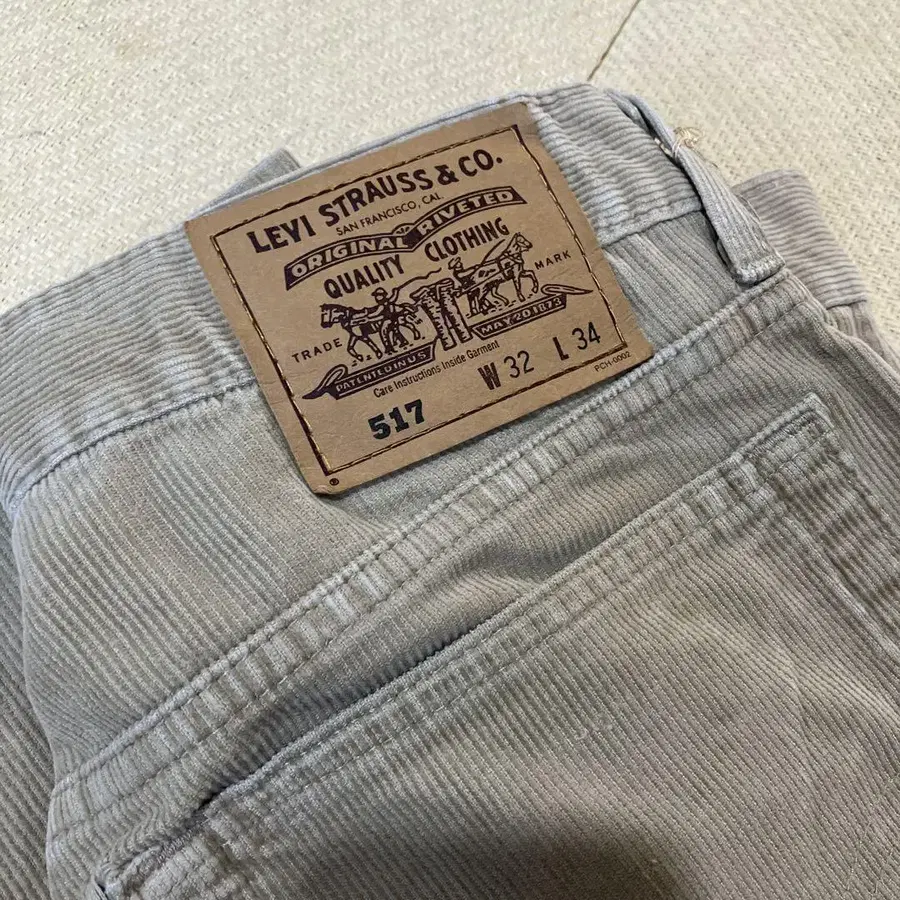 LEVI STRAUSS & CO.
SAN FRANCISCO, CAL.
ORIGINAL RIVETED
QUALITY CLOTHING
TRADE MARK
PATENTED IN U.S. MAY 20 1873
Care Instructions Inside Garment
517 W 32 L 34
PCH-0002
®